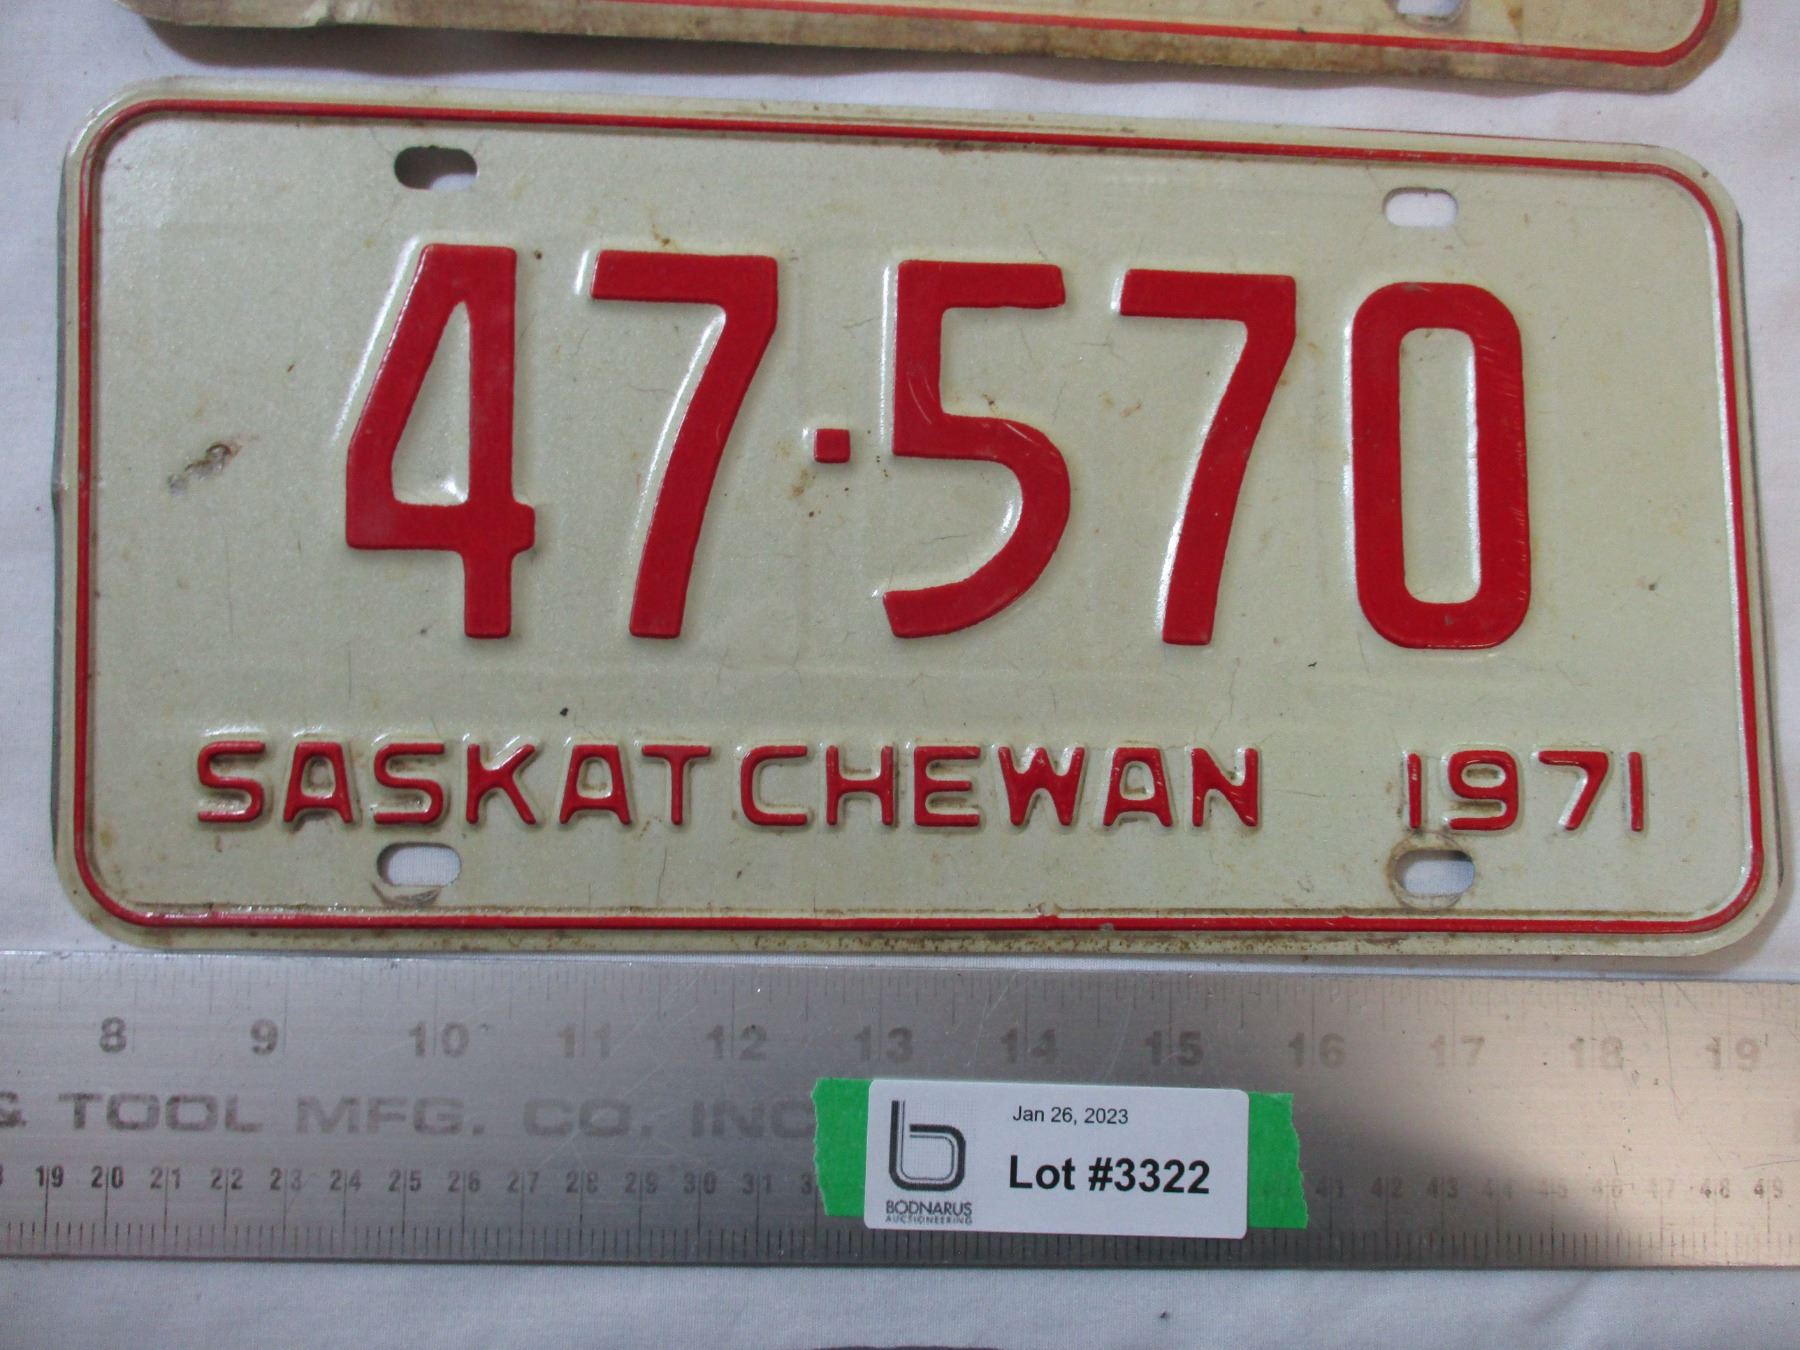 47·570
SASKATCHEWAN 1971
8 9 10 11 12 13 14 15 16 17 18 19
& TOOL MFG. CO. INC
19 20 21 22 23 24 25 26 27 28 29 30 31 41 42 43 44 45 46 47 48 49
Jan 26, 2023
Lot #3322
BODNARUS
AUCTIONEERING